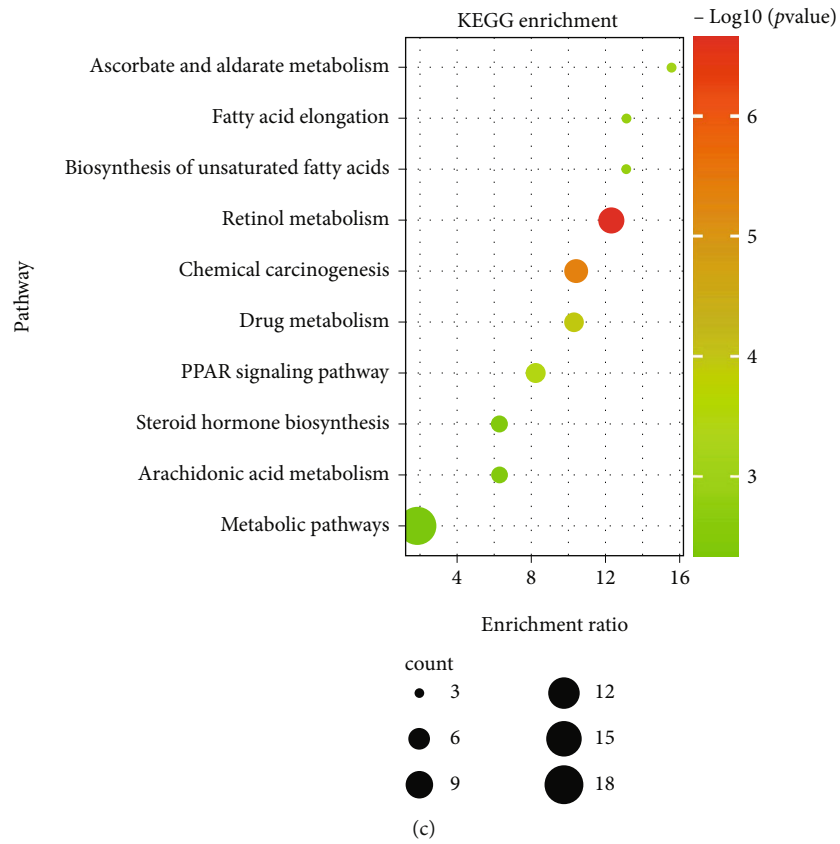 KEGG enrichment
– Log10 (pvalue)
Pathway
Ascorbate and aldarate metabolism
Fatty acid elongation
Biosynthesis of unsaturated fatty acids
Retinol metabolism
Chemical carcinogenesis
Drug metabolism
PPAR signaling pathway
Steroid hormone biosynthesis
Arachidonic acid metabolism
Metabolic pathways
6
5
4
3
4 8 12 16
Enrichment ratio
count
3 12
6 15
9 18
(c)